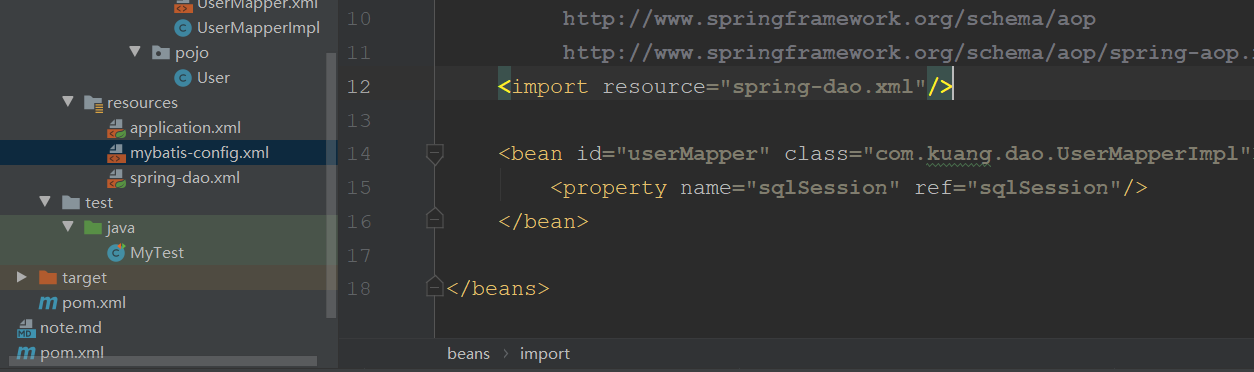 UserMapper.xml
UserMapperImpl
pojo
User
resources
application.xml
mybatis-config.xml
spring-dao.xml
test
java
MyTest
target
pom.xml
note.md
pom.xml
10 http://www.springframework.org/schema/aop
11 http://www.springframework.org/schema/aop/spring-aop.
12 <import resource="spring-dao.xml"/>
13
14 <bean id="userMapper" class="com.kuang.dao.UserMapperImpl"
15 <property name="sqlSession" ref="sqlSession"/>
16 </bean>
17
18 </beans>
beans › import